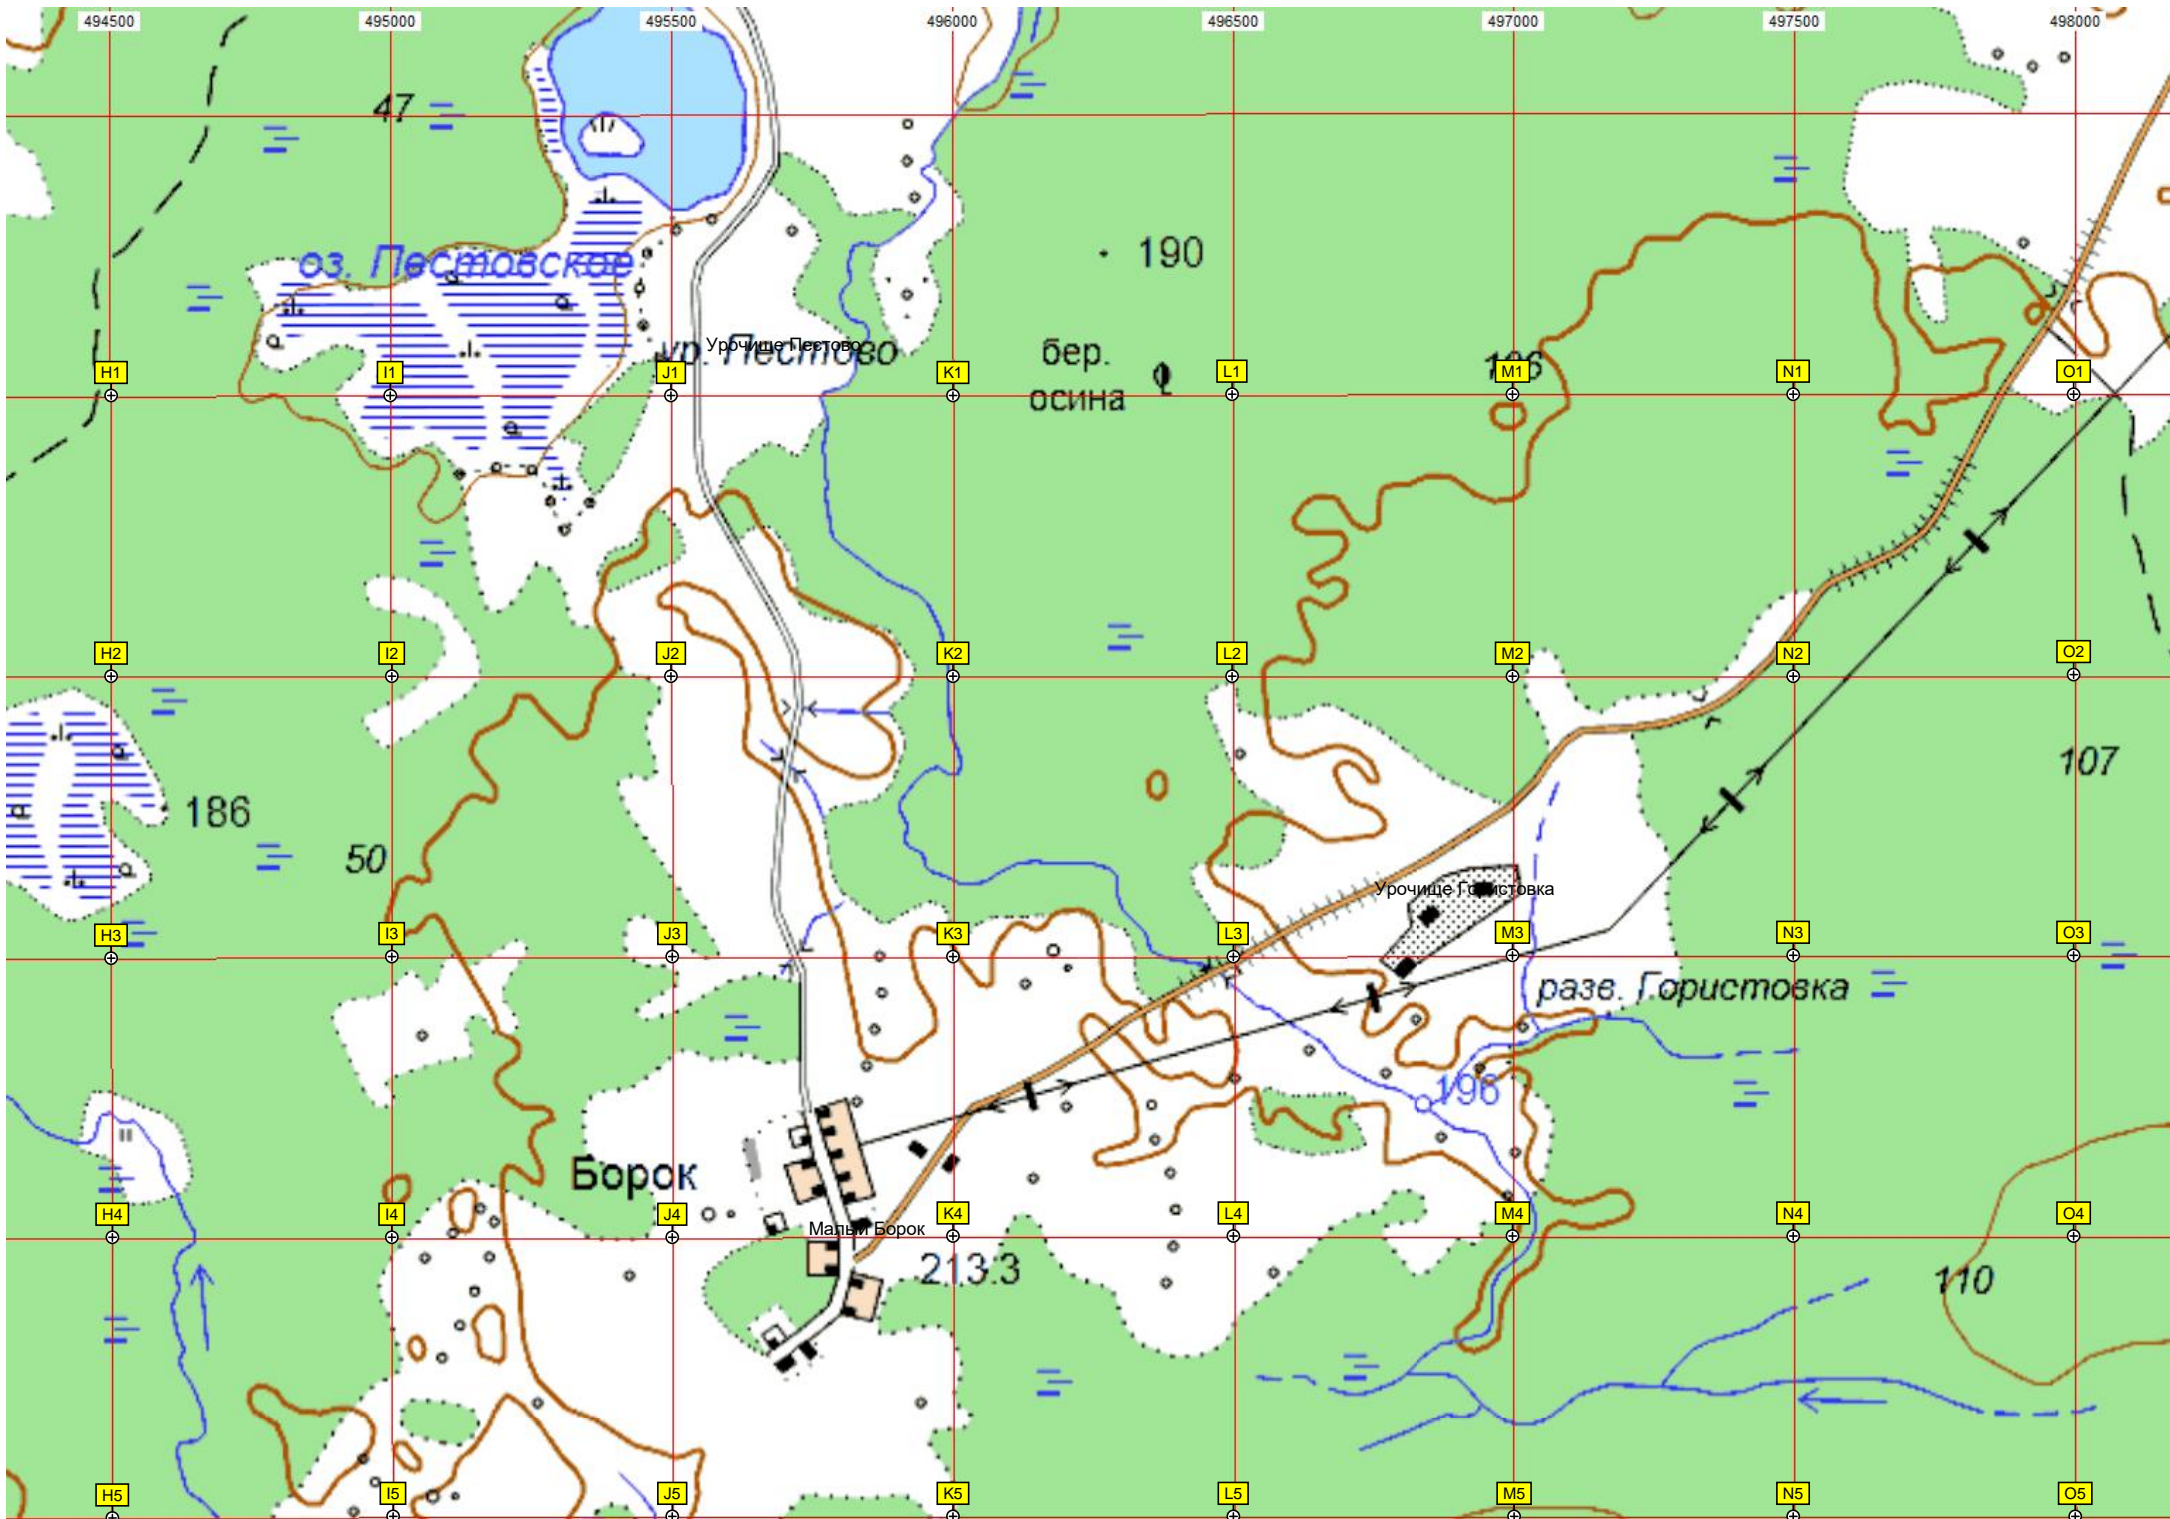 494500 495000 495500 496000 496500 497000 497500 498000
47
оз. Пестовское
190
ур. Пестово
Урочище Пестово
бер.
осина
H1 I1 J1 K1 L1 M1 N1 O1
H2 I2 J2 K2 L2 M2 N2 O2
107
186
50
Урочище Гористовка
H3 I3 J3 K3 L3 M3 N3 O3
разв. Гористовка
196
Борок
H4 I4 J4 K4 L4 M4 N4 O4
Малый Борок
213.3
110
H5 I5 J5 K5 L5 M5 N5 O5